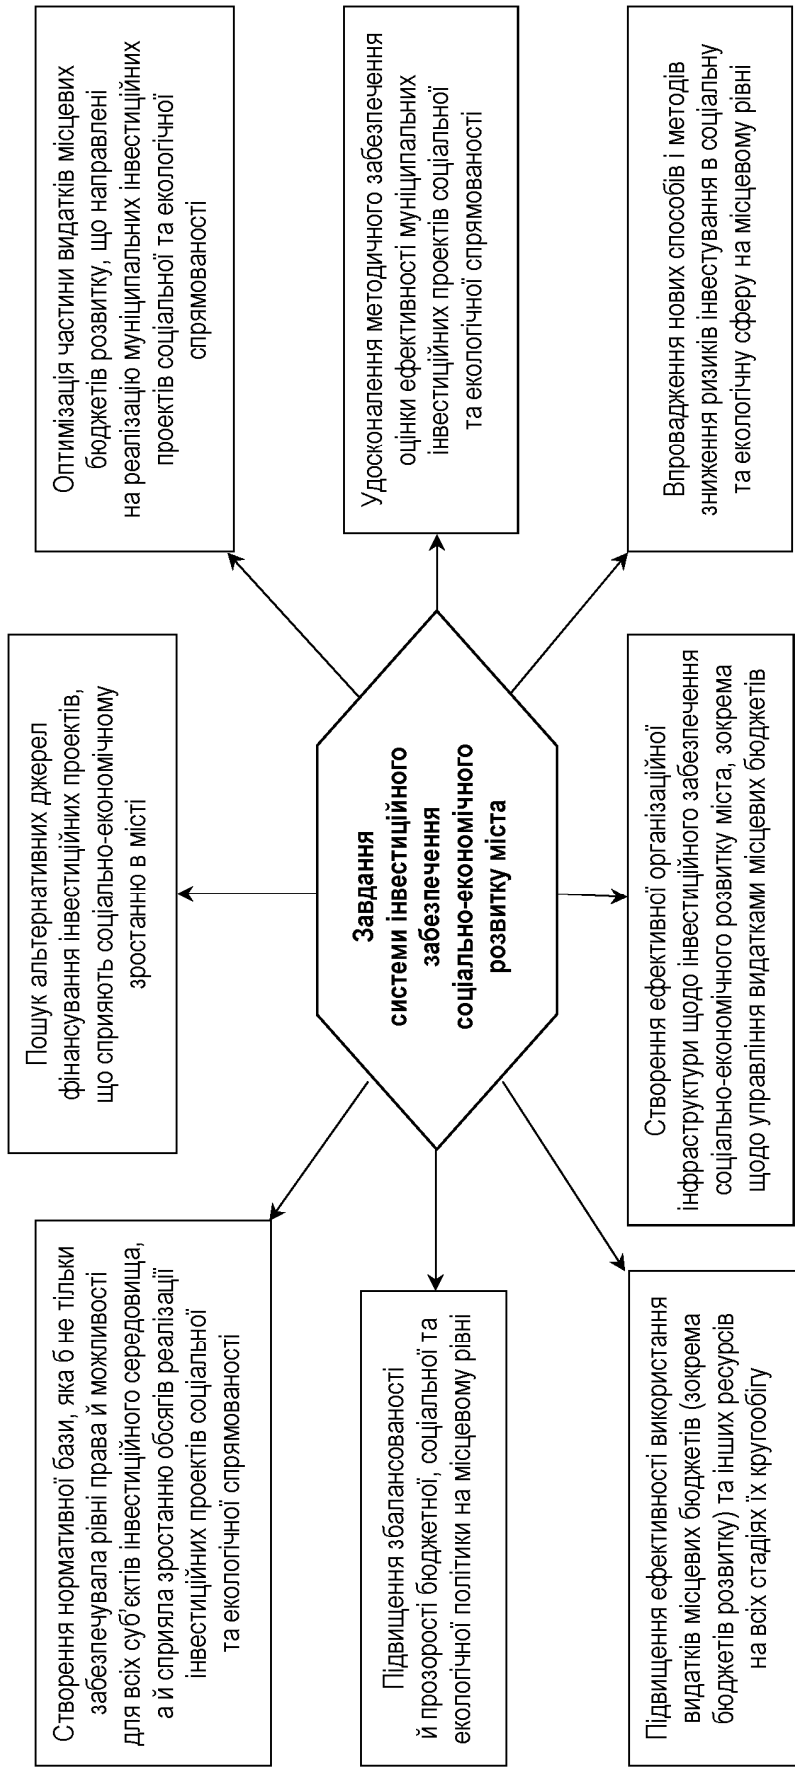 Створення нормативної бази, яка б не тільки
забезпечувала рівні права й можливості
для всіх суб’єктів інвестиційного середовища,
а й сприяла зростанню обсягів реалізації
інвестиційних проектів соціальної
та екологічної спрямованості
Пошук альтернативних джерел
фінансування інвестиційних проектів,
що сприяють соціально-економічному
зростанню в місті
Оптимізація частини видатків місцевих
бюджетів розвитку, що направлені
на реалізацію муніципальних інвестиційних
проектів соціальної та екологічної
спрямованості
Підвищення збалансованості
й прозорості бюджетної, соціальної та
екологічної політики на місцевому рівні
Завдання
системи інвестиційного
забезпечення
соціально-економічного
розвитку міста
Удосконалення методичного забезпечення
оцінки ефективності муніципальних
інвестиційних проектів соціальної
та екологічної спрямованості
Підвищення ефективності використання
видатків місцевих бюджетів (зокрема
бюджетів розвитку) та інших ресурсів
на всіх стадіях їх кругообігу
Створення ефективної організаційної
інфраструктури щодо інвестиційного забезпечення
соціально-економічного розвитку міста, зокрема
щодо управління видатками місцевих бюджетів
Впровадження нових способів і методів
зниження ризиків інвестування в соціальну
та екологічну сферу на місцевому рівні